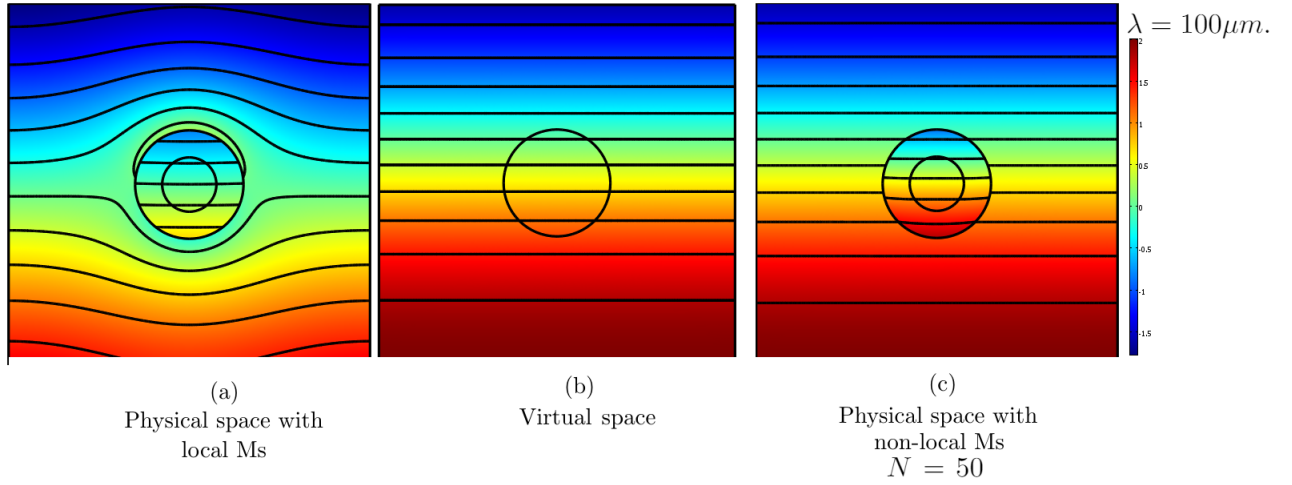 λ = 100μm.
2
1.5
1
0.5
0
-0.5
-1
-1.5
(a)
Physical space with
local Ms
(b)
Virtual space
(c)
Physical space with
non-local Ms
N = 50